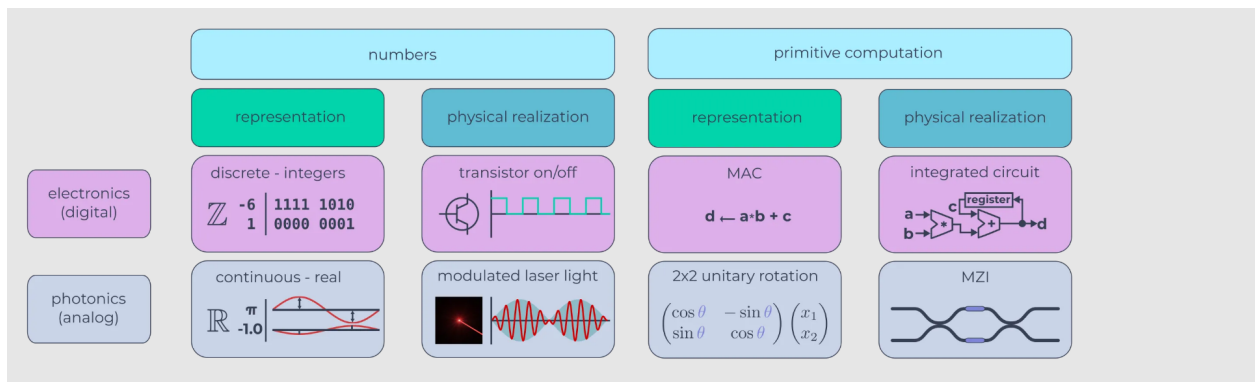 numbers
primitive computation
representation
physical realization
representation
physical realization
electronics
(digital)
discrete - integers
ℤ -6 1111 1010
1 0000 0001
transistor on/off
MAC
d ← a*b + c
integrated circuit
c register
a
b * + d
photonics
(analog)
continuous - real
ℝ π
-1.0
modulated laser light
2x2 unitary rotation
cos θ - sin θ x₁
sin θ cos θ x₂
MZI